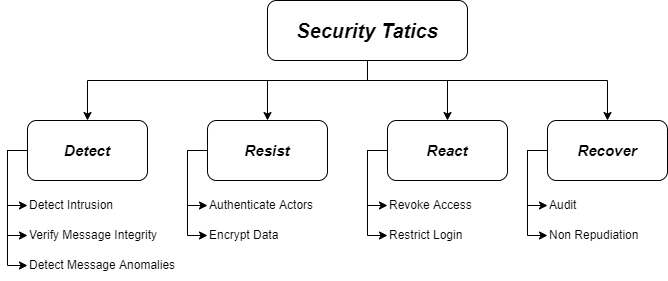 Security Tatics
Detect
Resist
React
Recover
Detect Intrusion
Authenticate Actors
Revoke Access
Audit
Verify Message Integrity
Encrypt Data
Restrict Login
Non Repudiation
Detect Message Anomalies